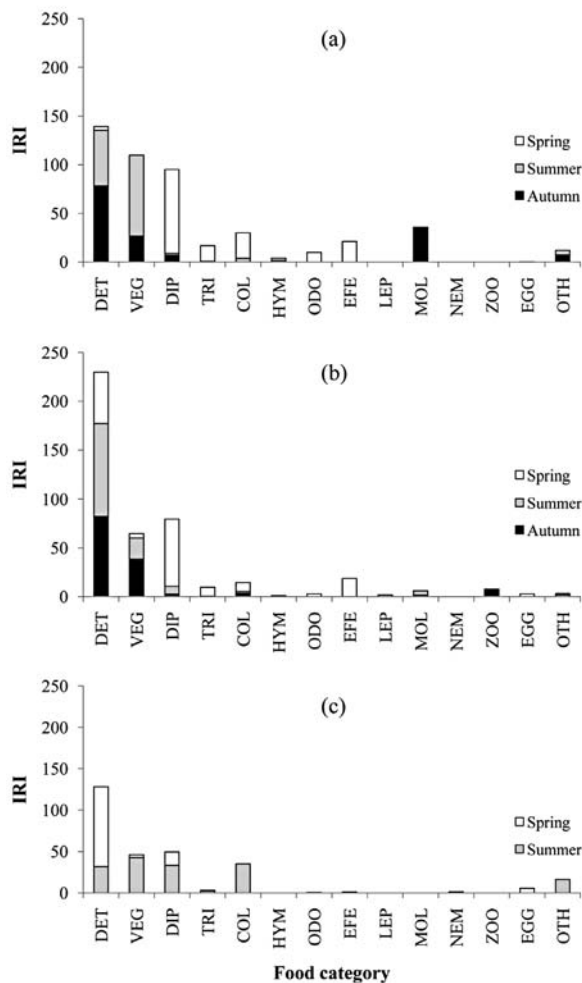 (a)
250
200
150
100
50
0
IRI
Spring
Summer
Autumn
DET VEG DIP TRI COL HYM ODO EFE LEP MOL NEM ZOO EGG OTH
(b)
250
200
150
100
50
0
IRI
Spring
Summer
Autumn
DET VEG DIP TRI COL HYM ODO EFE LEP MOL NEM ZOO EGG OTH
(c)
250
200
150
100
50
0
IRI
Spring
Summer
DET VEG DIP TRI COL HYM ODO EFE LEP MOL NEM ZOO EGG OTH
Food category